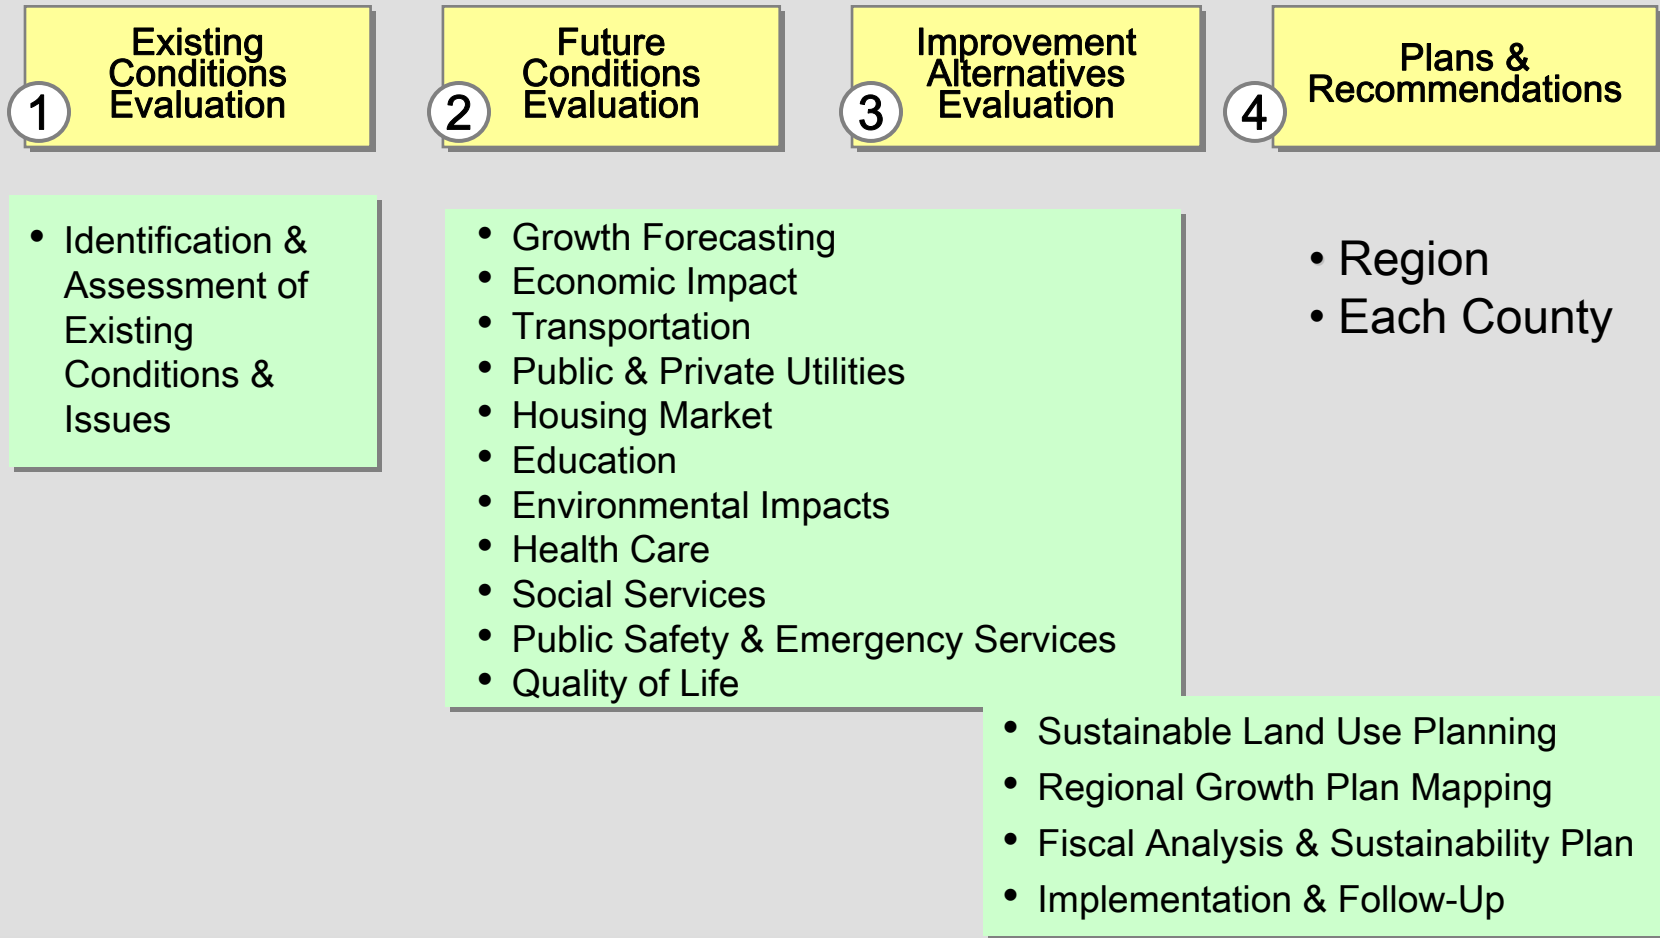 Existing
Conditions
Evaluation
1
Future
Conditions
Evaluation
2
Improvement
Alternatives
Evaluation
3
Plans &
Recommendations
4
• Identification &
Assessment of
Existing
Conditions &
Issues
• Growth Forecasting
• Economic Impact
• Transportation
• Public & Private Utilities
• Housing Market
• Education
• Environmental Impacts
• Health Care
• Social Services
• Public Safety & Emergency Services
• Quality of Life
• Region
• Each County
• Sustainable Land Use Planning
• Regional Growth Plan Mapping
• Fiscal Analysis & Sustainability Plan
• Implementation & Follow-Up